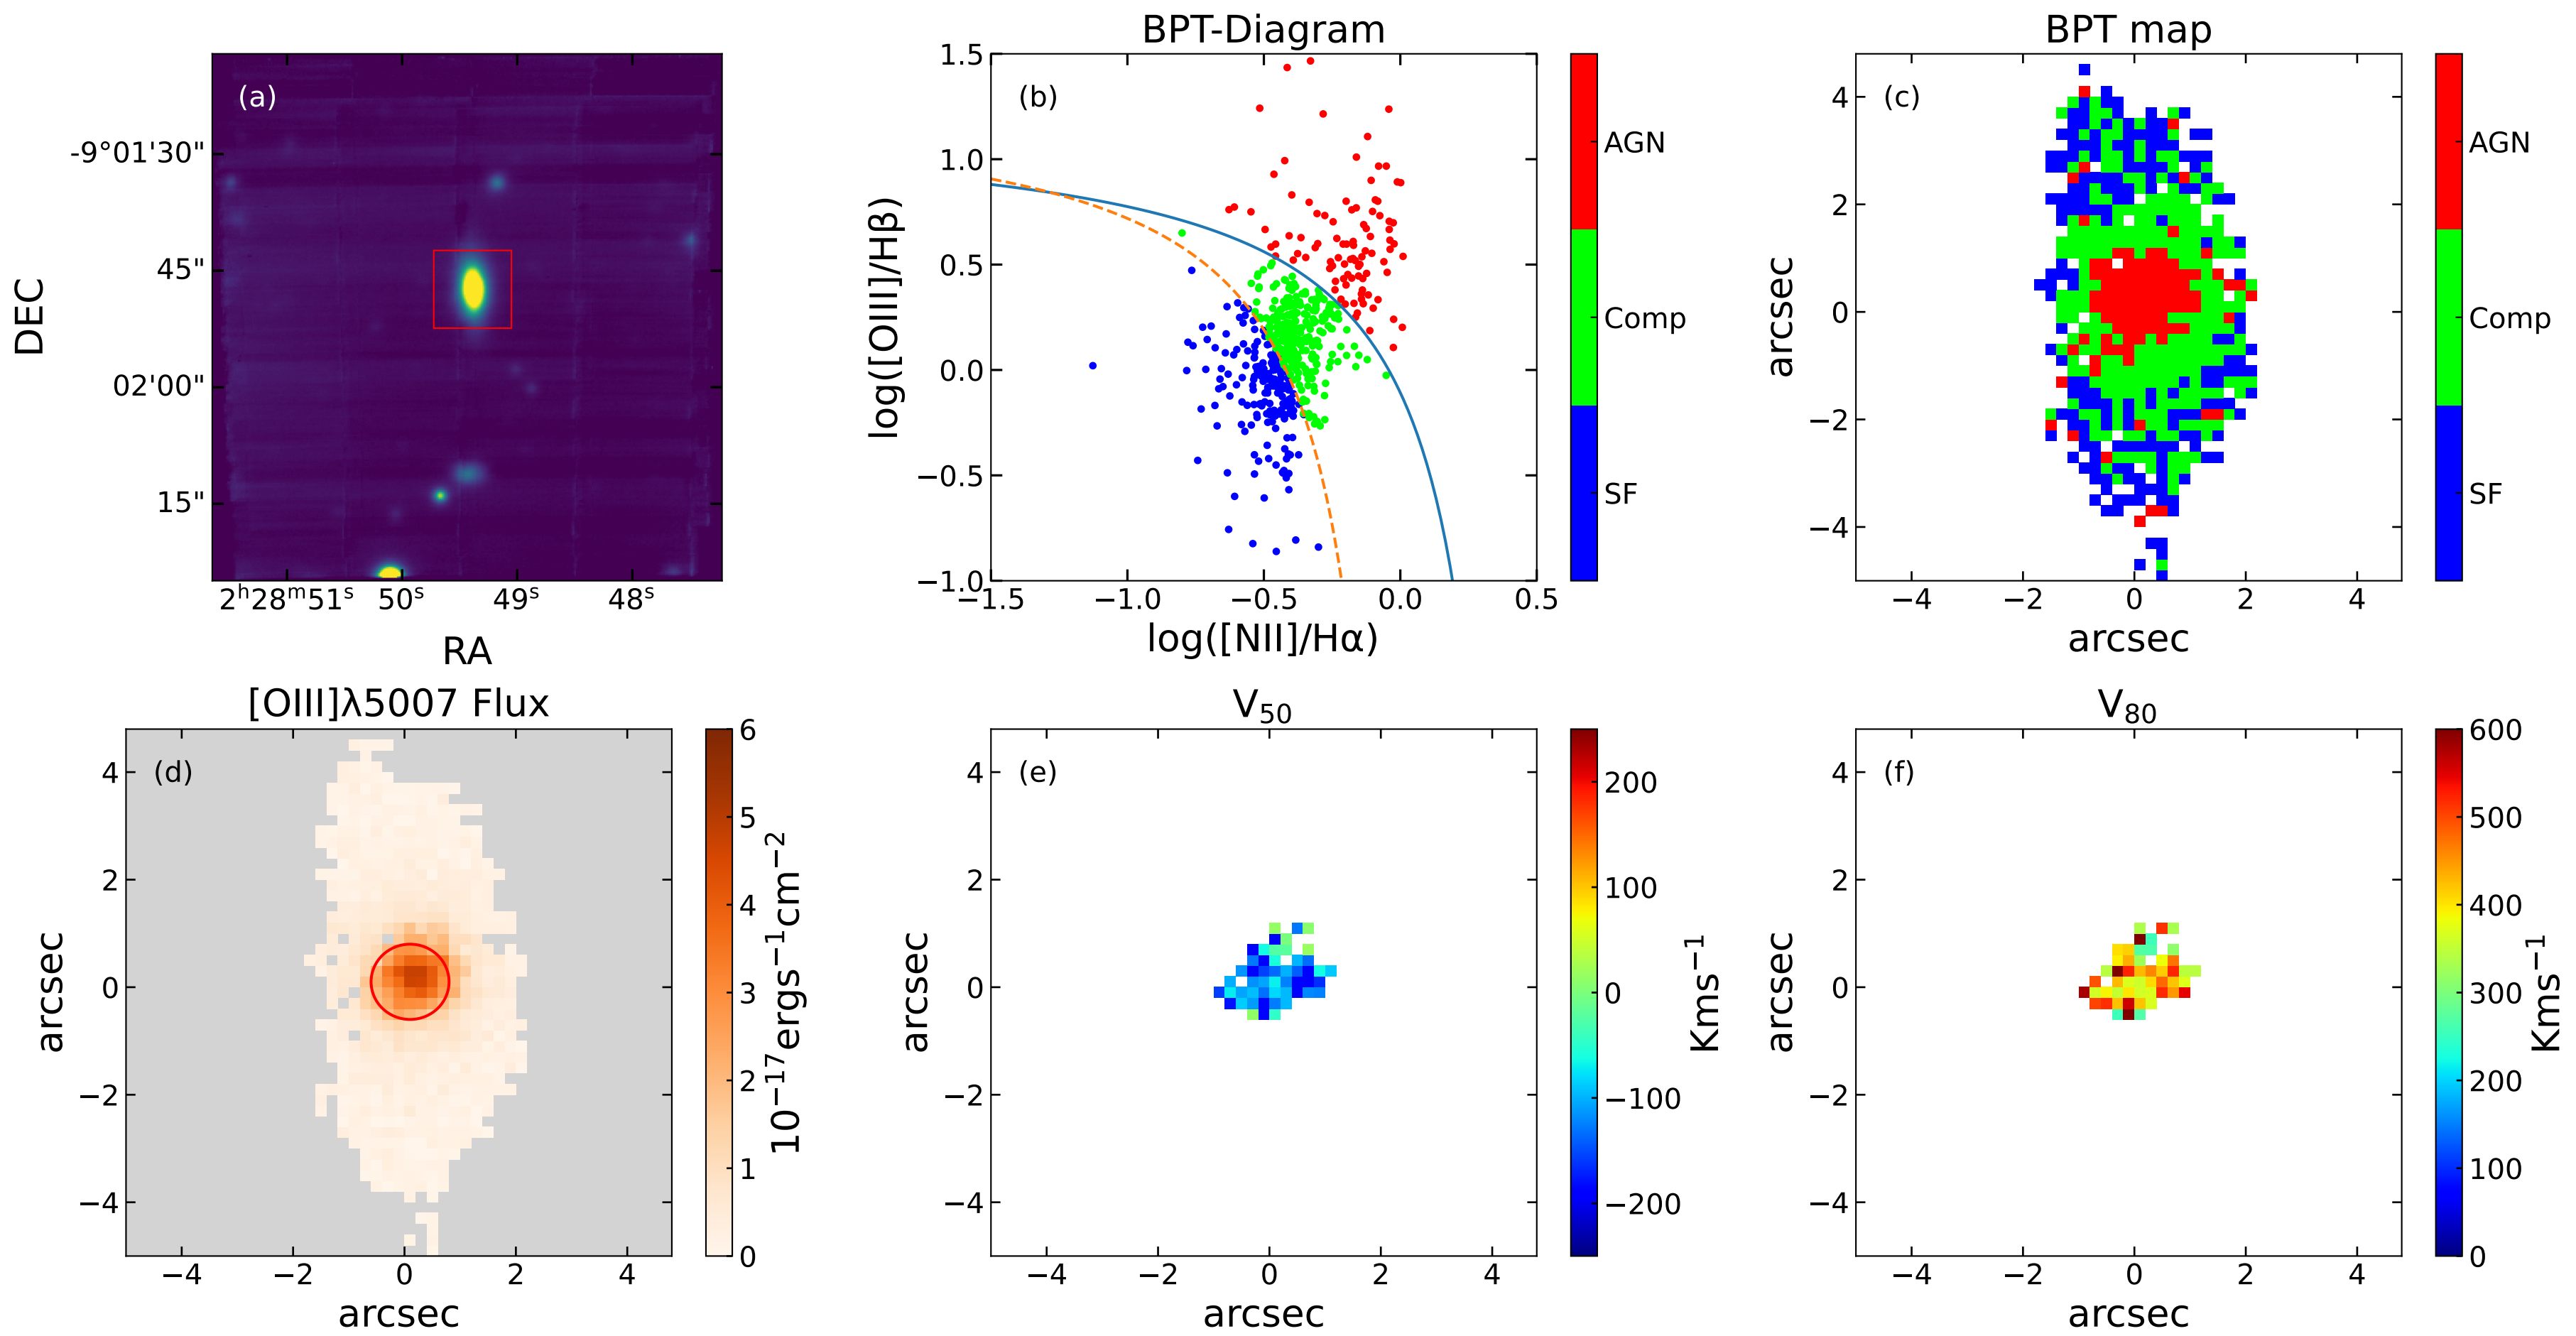 (a)
-9°01'30"
45"
02'00"
15"
DEC
2ʰ28ᵐ51ˢ 50ˢ 49ˢ 48ˢ
RA
BPT-Diagram
(b)
1.5
1.0
0.5
0.0
−0.5
−1.0
log([OIII]/Hβ)
−1.5 −1.0 −0.5 0.0 0.5
log([NII]/Hα)
AGN
Comp
SF
BPT map
(c)
4
2
0
−2
−4
arcsec
−4 −2 0 2 4
arcsec
AGN
Comp
SF
[OIII]λ5007 Flux
(d)
4
2
0
−2
−4
arcsec
−4 −2 0 2 4
arcsec
6
5
4
3
2
1
0
10⁻¹⁷ergs⁻¹cm⁻²
V₅₀
(e)
4
2
0
−2
−4
arcsec
−4 −2 0 2 4
arcsec
200
100
0
−100
−200
Kms⁻¹
V₈₀
(f)
4
2
0
−2
−4
arcsec
−4 −2 0 2 4
arcsec
600
500
400
300
200
100
0
Kms⁻¹